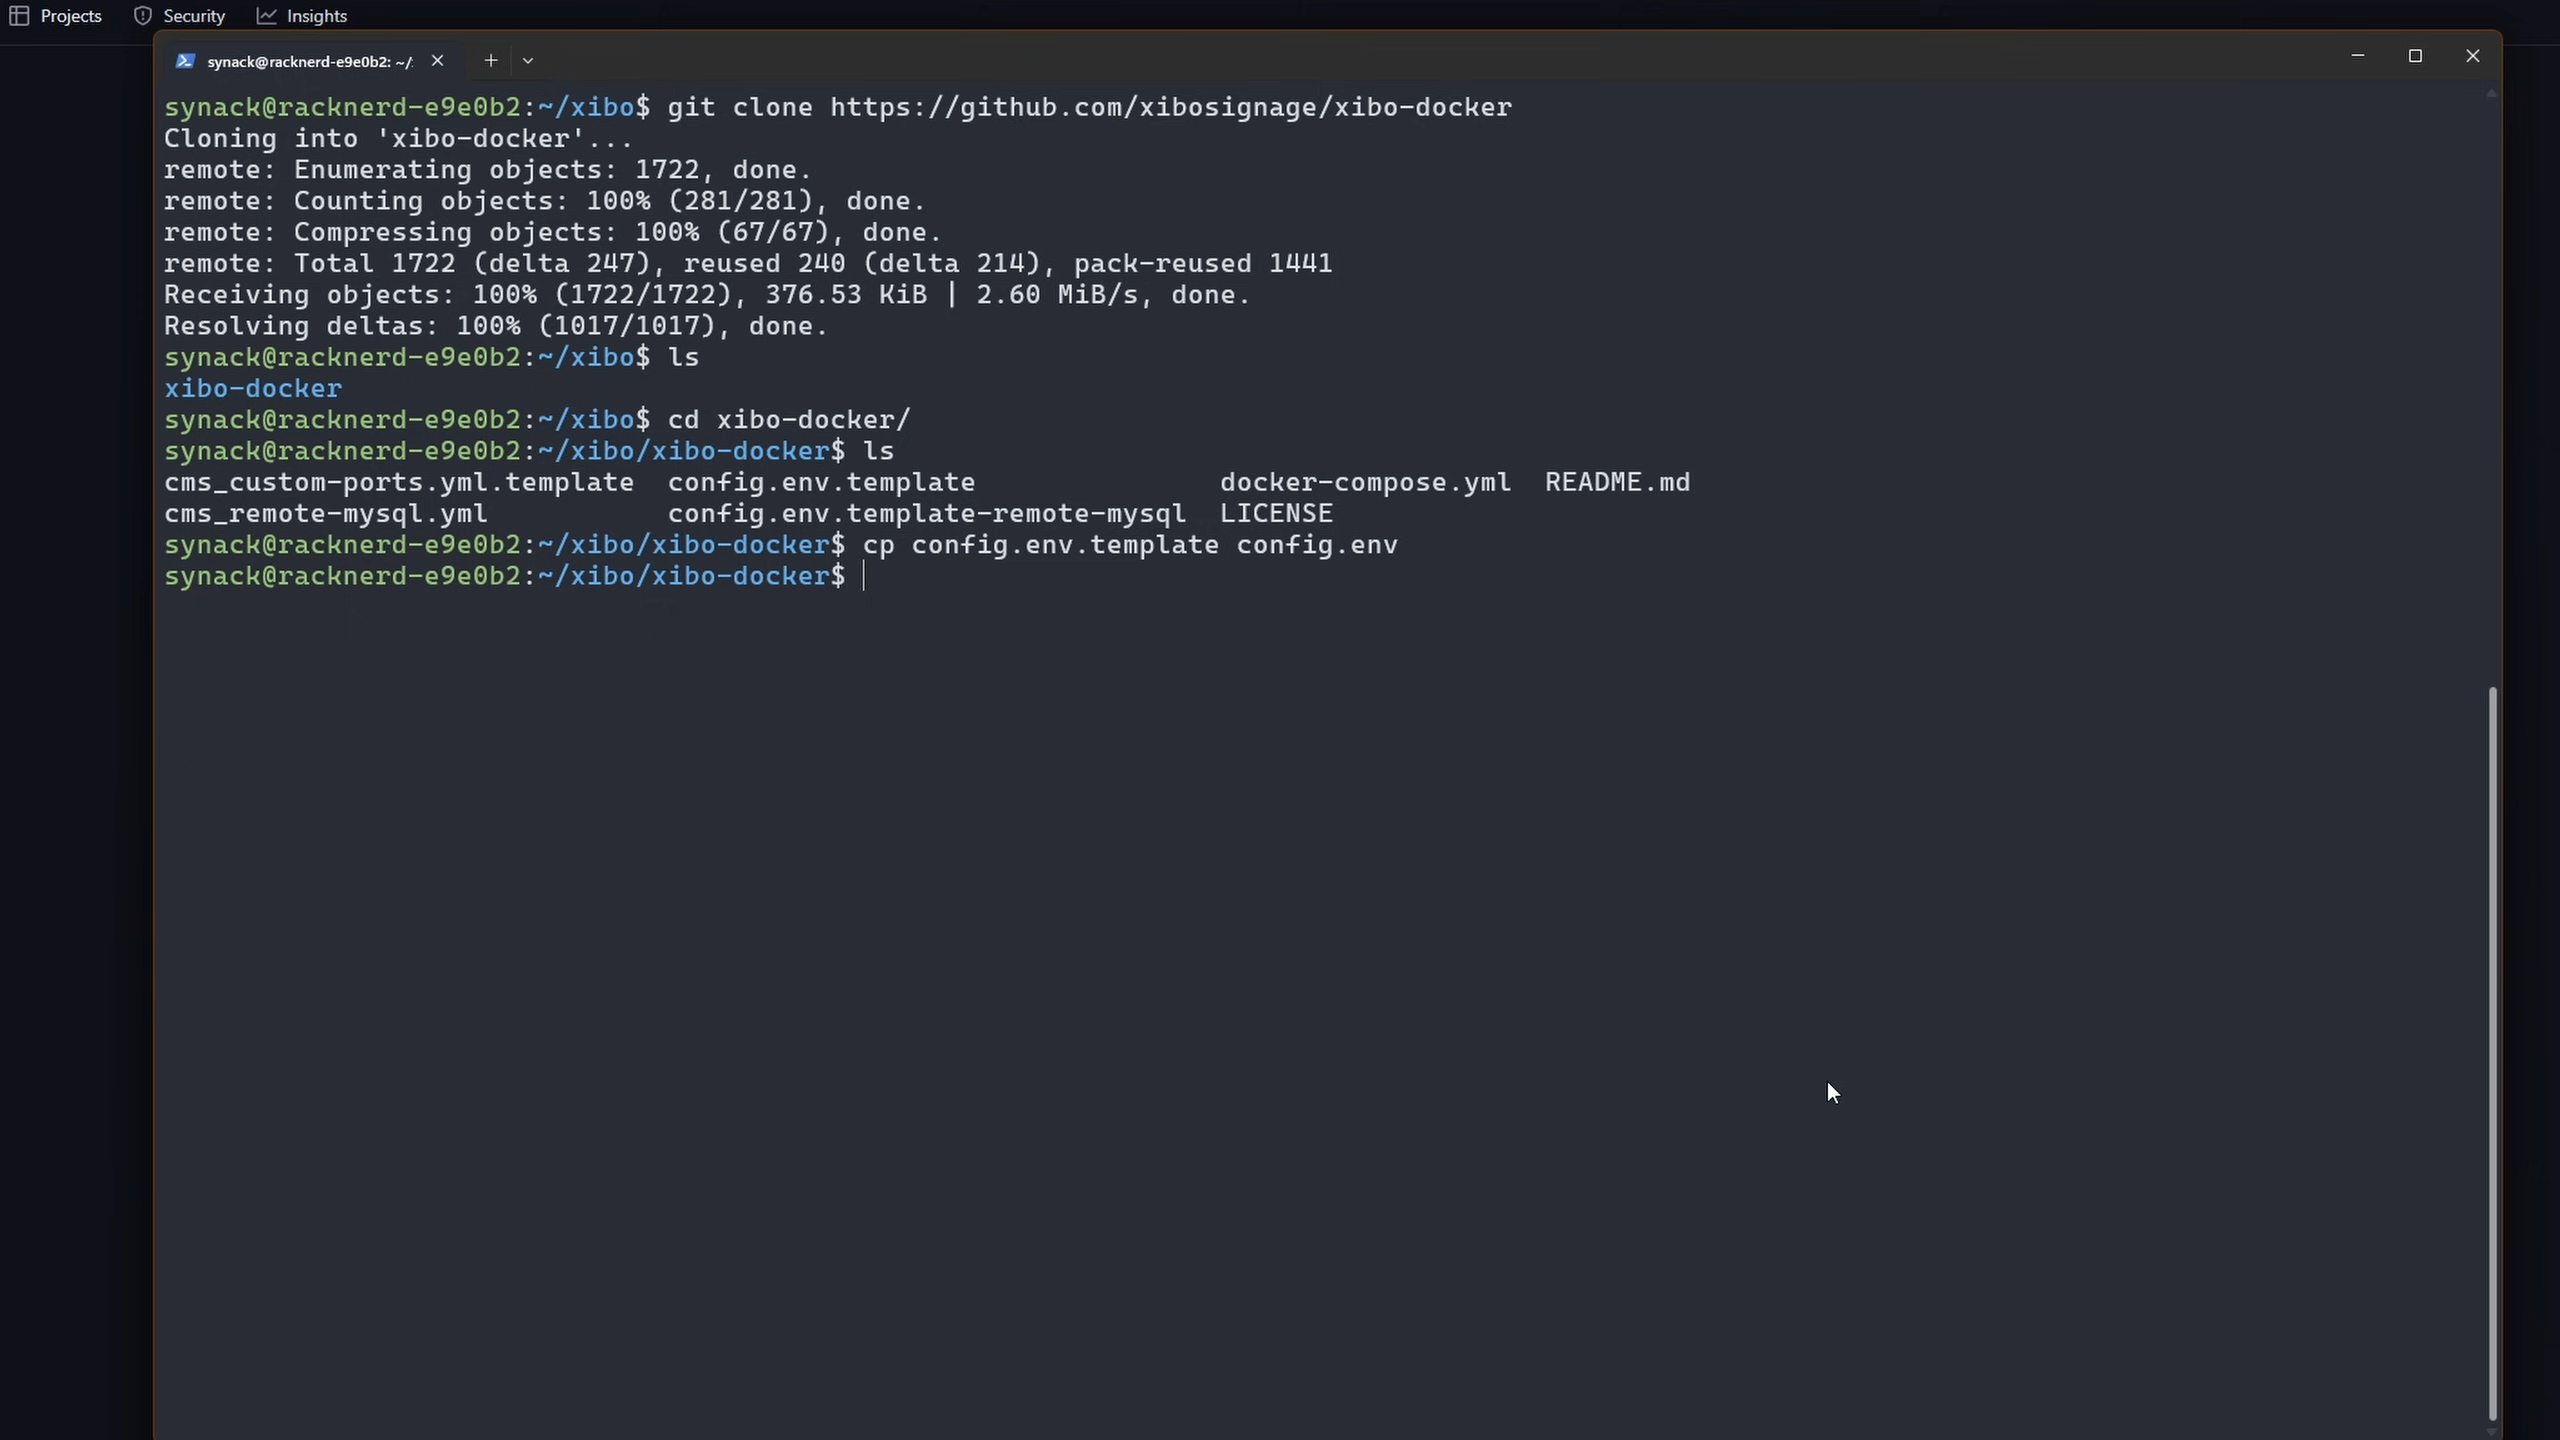 Projects Security Insights
synack@racknerd-e9e0b2: ~/
synack@racknerd-e9e0b2:~/xibo$ git clone https://github.com/xibosignage/xibo-docker
Cloning into 'xibo-docker'...
remote: Enumerating objects: 1722, done.
remote: Counting objects: 100% (281/281), done.
remote: Compressing objects: 100% (67/67), done.
remote: Total 1722 (delta 247), reused 240 (delta 214), pack-reused 1441
Receiving objects: 100% (1722/1722), 376.53 KiB | 2.60 MiB/s, done.
Resolving deltas: 100% (1017/1017), done.
synack@racknerd-e9e0b2:~/xibo$ ls
xibo-docker
synack@racknerd-e9e0b2:~/xibo$ cd xibo-docker/
synack@racknerd-e9e0b2:~/xibo/xibo-docker$ ls
cms_custom-ports.yml.template  config.env.template               docker-compose.yml  README.md
cms_remote-mysql.yml           config.env.template-remote-mysql  LICENSE
synack@racknerd-e9e0b2:~/xibo/xibo-docker$ cp config.env.template config.env
synack@racknerd-e9e0b2:~/xibo/xibo-docker$